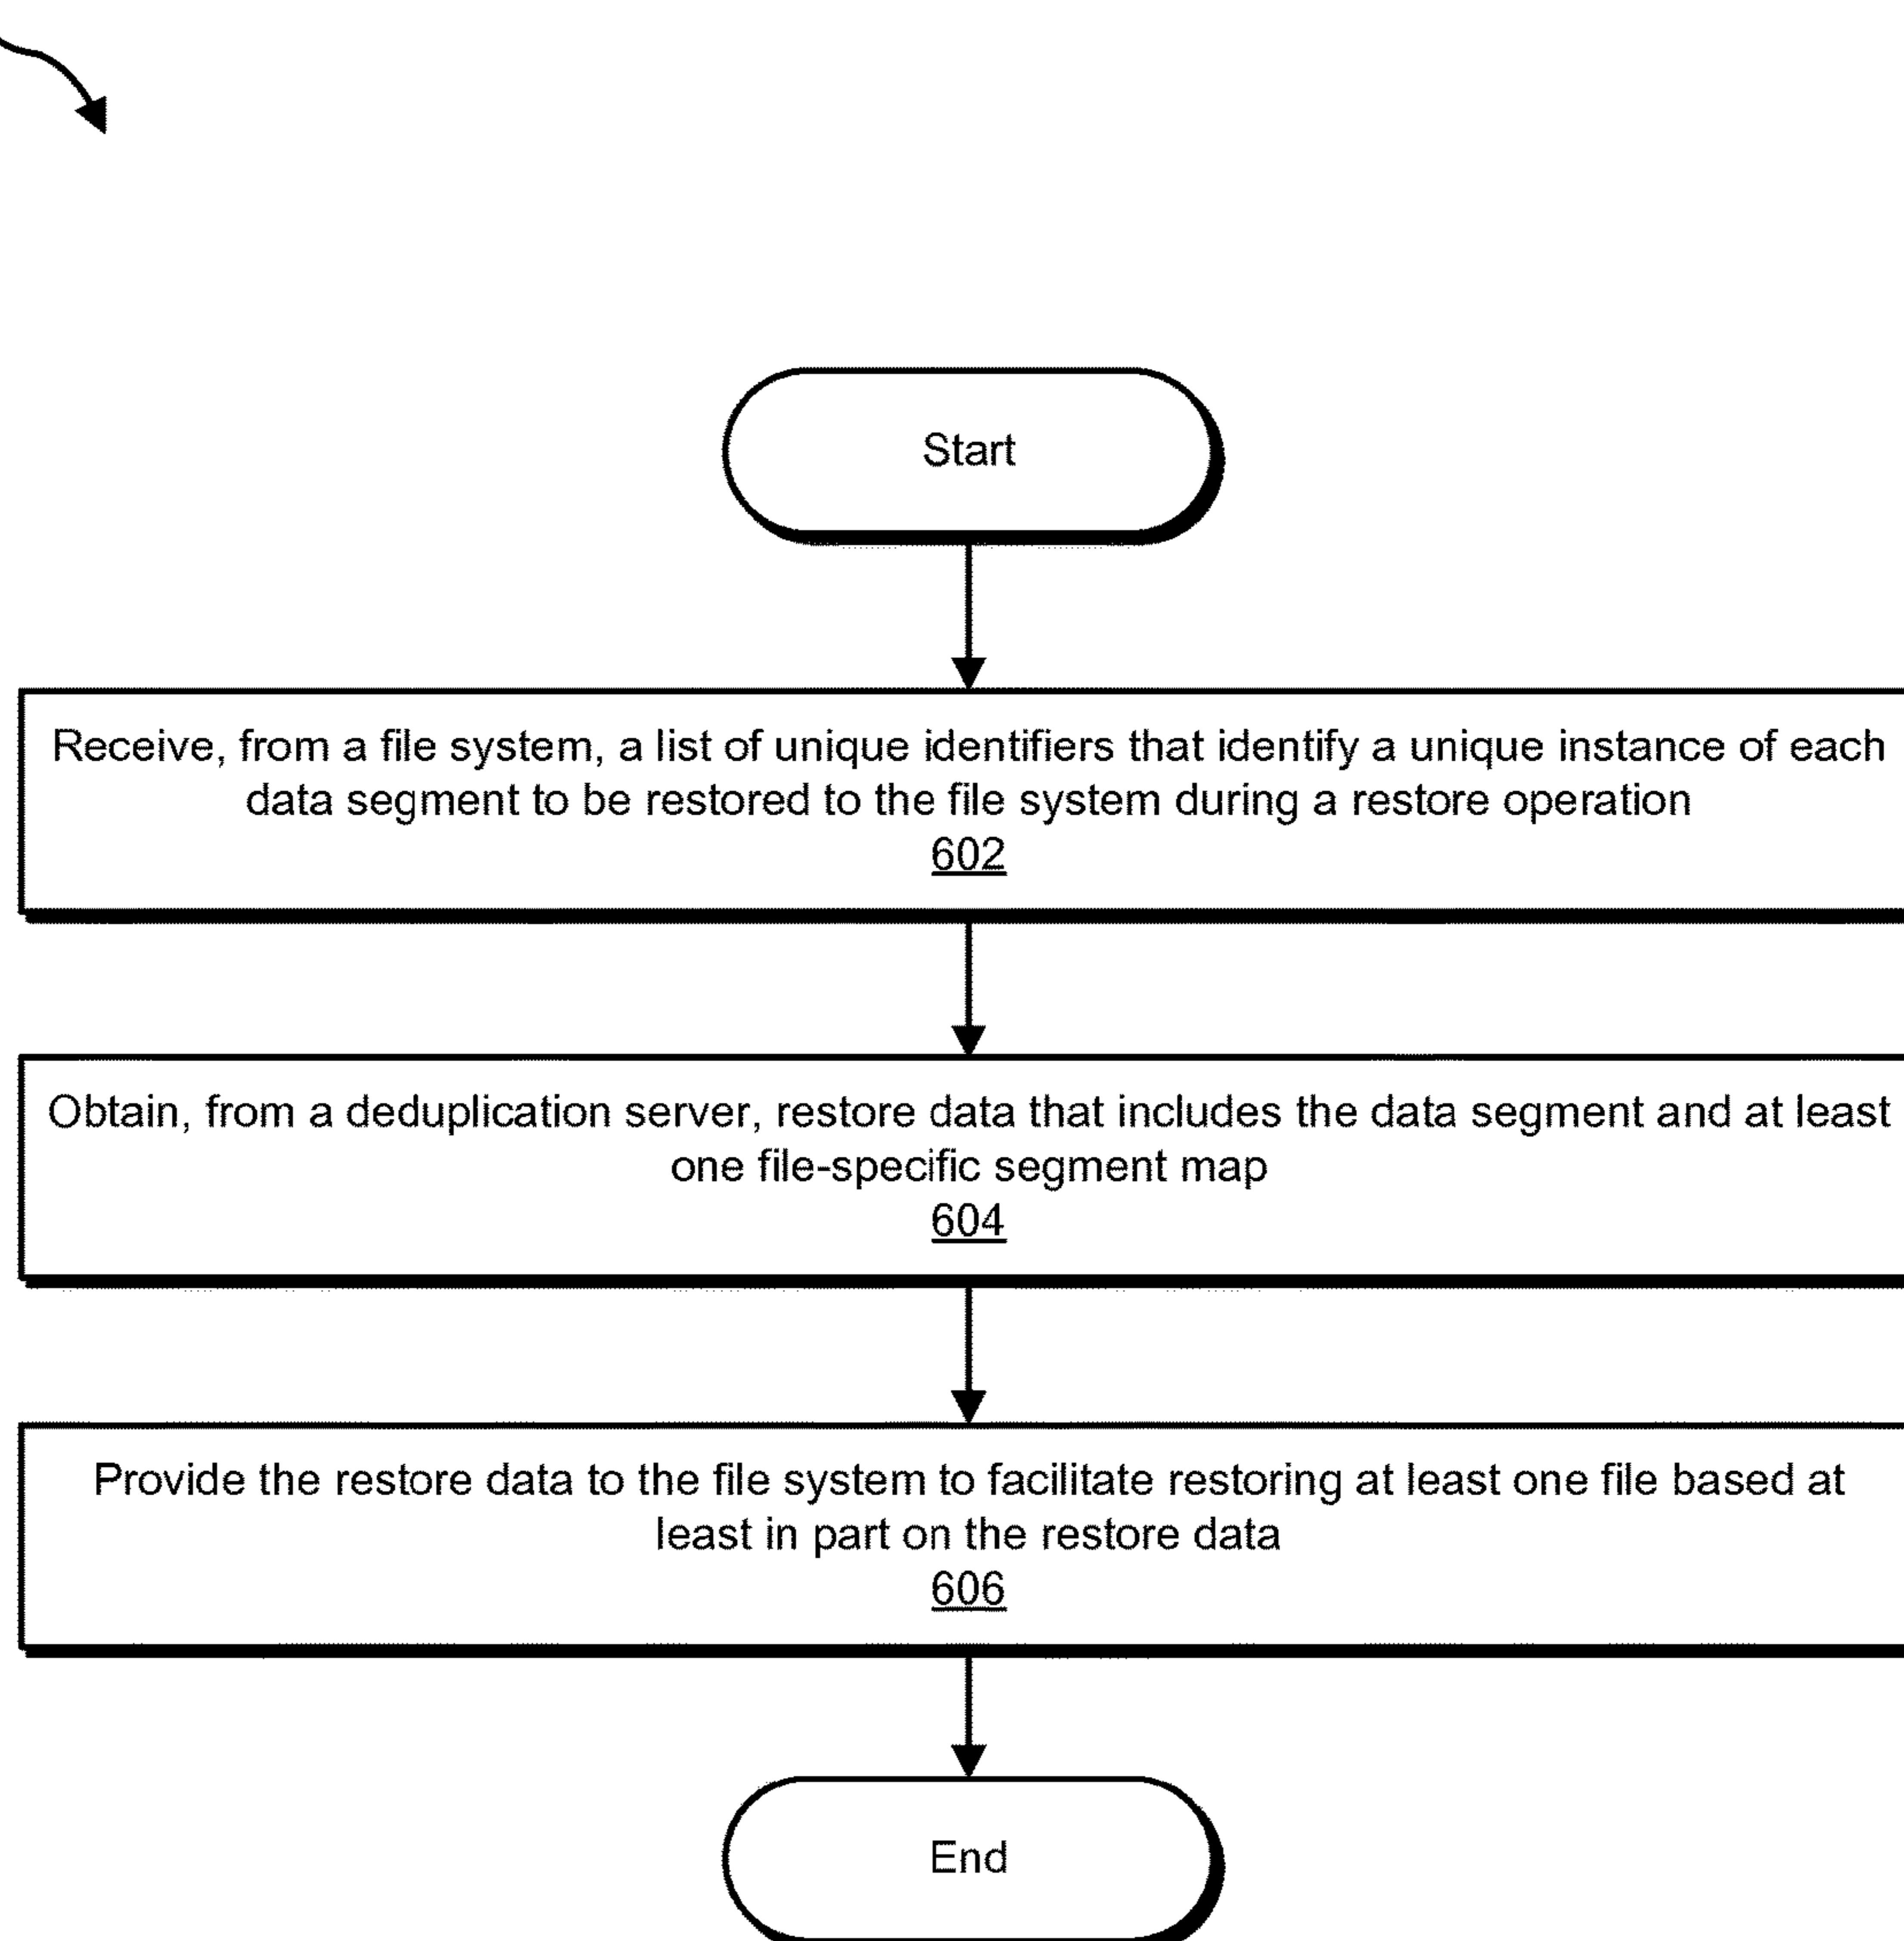 Start
Receive, from a file system, a list of unique identifiers that identify a unique instance of each
data segment to be restored to the file system during a restore operation
602
Obtain, from a deduplication server, restore data that includes the data segment and at least
one file-specific segment map
604
Provide the restore data to the file system to facilitate restoring at least one file based at
least in part on the restore data
606
End